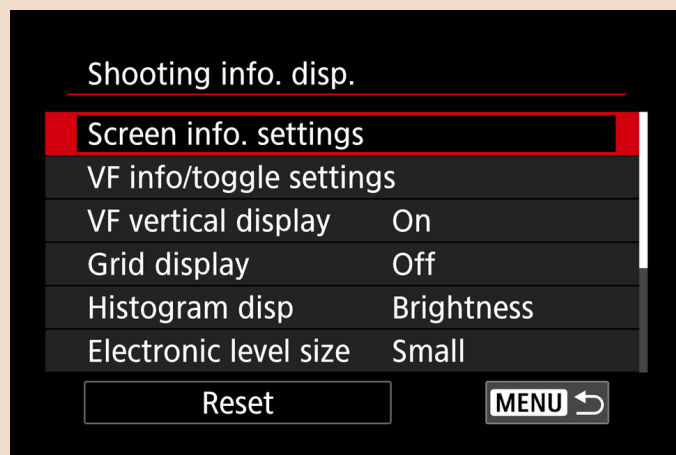 Shooting info. disp.
Screen info. settings
VF info/toggle settings
VF vertical display On
Grid display Off
Histogram disp Brightness
Electronic level size Small
Reset MENU